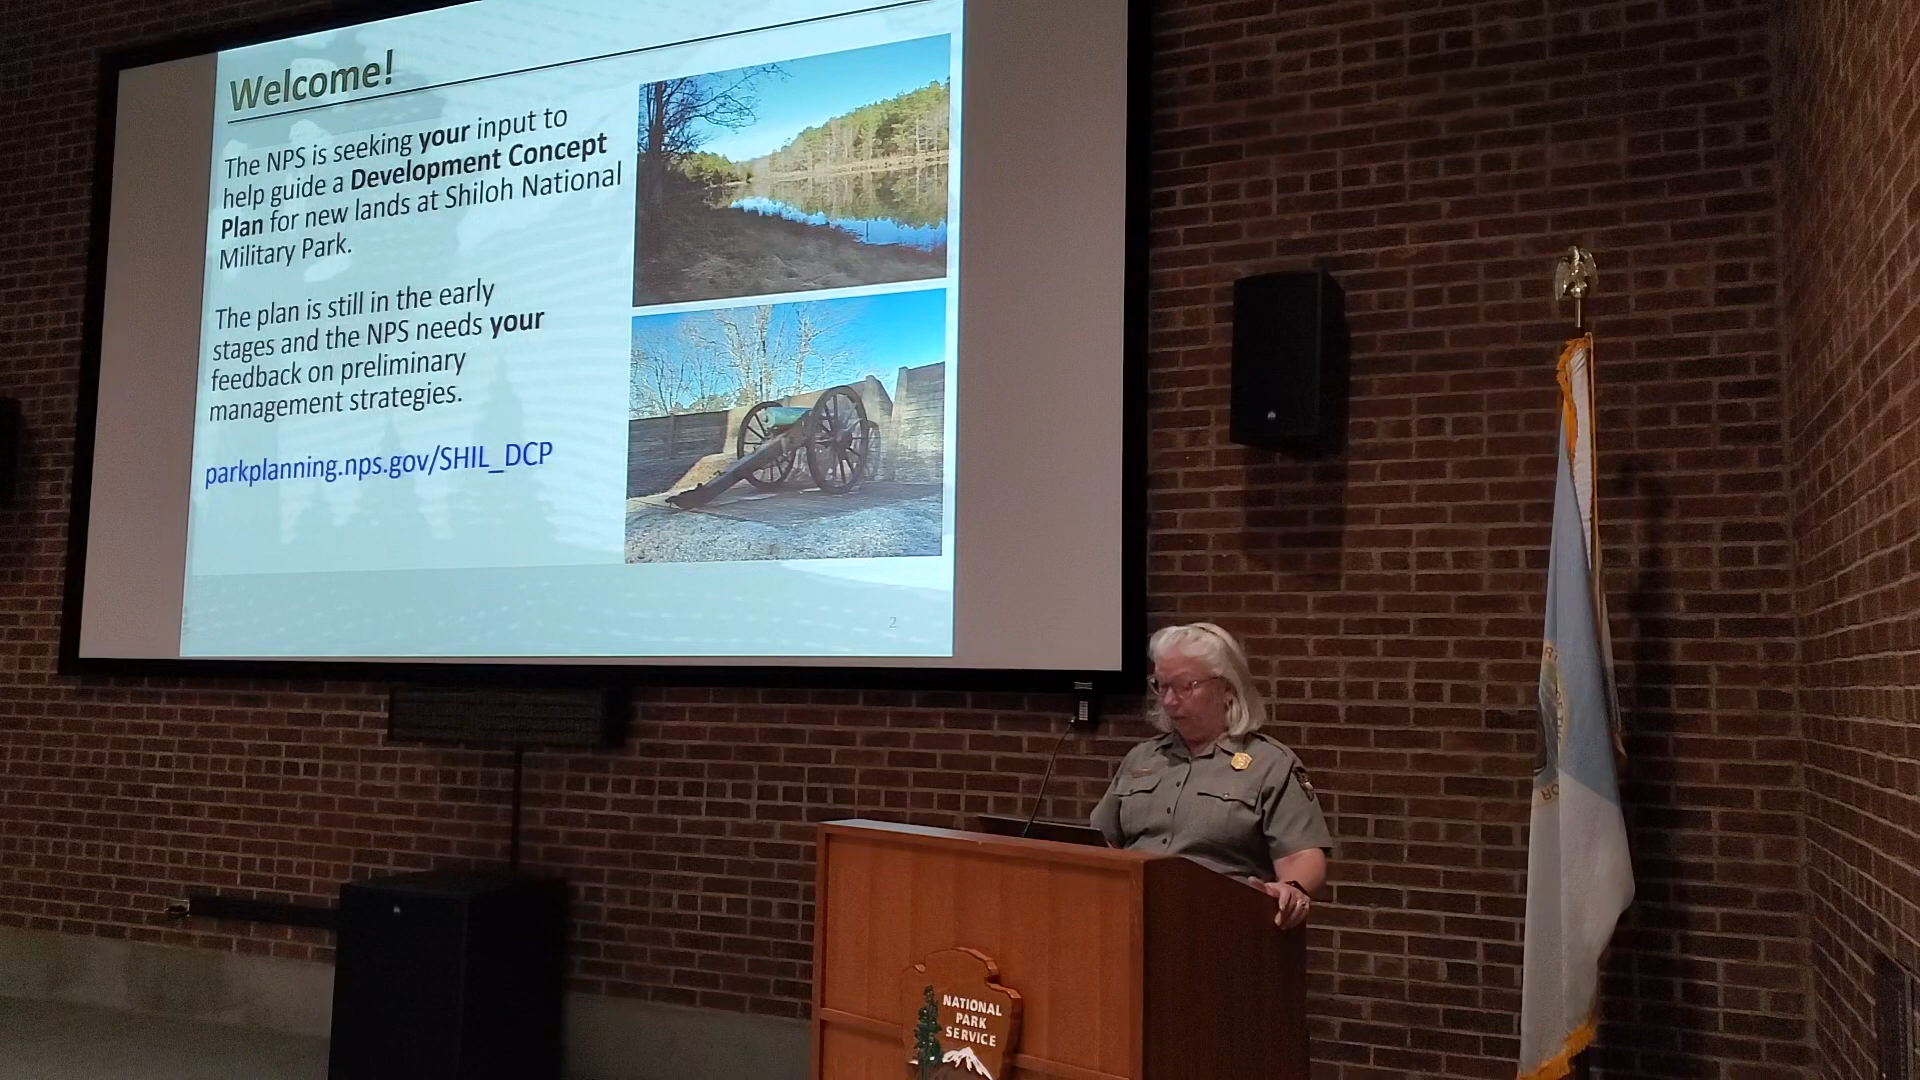 Welcome!
The NPS is seeking your input to
help guide a Development Concept
Plan for new lands at Shiloh National
Military Park.
The plan is still in the early
stages and the NPS needs your
feedback on preliminary
management strategies.
parkplanning.nps.gov/SHIL_DCP
2
NATIONAL
PARK
SERVICE